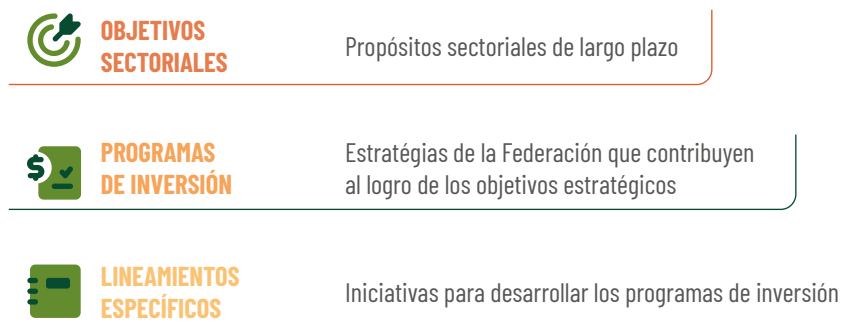 OBJETIVOS
SECTORIALES
Propósitos sectoriales de largo plazo
PROGRAMAS
DE INVERSIÓN
Estratégias de la Federación que contribuyen
al logro de los objetivos estratégicos
$
LINEAMIENTOS
ESPECÍFICOS
Iniciativas para desarrollar los programas de inversión